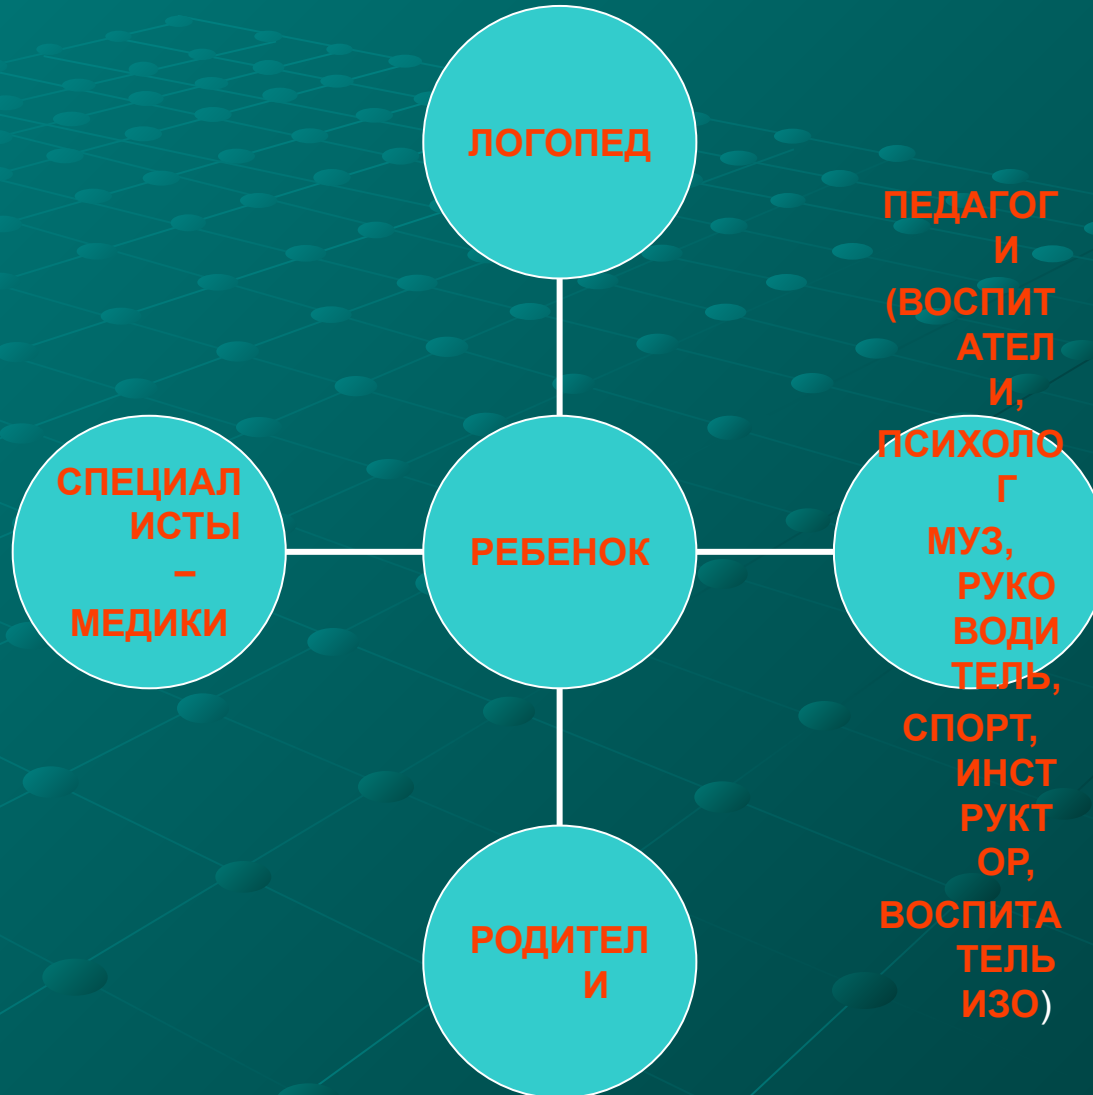 ЛОГОПЕД
СПЕЦИАЛ
ИСТЫ
–
МЕДИКИ
РЕБЕНОК
ПЕДАГОГ
И
(ВОСПИТ
АТЕЛ
И,
ПСИХОЛО
Г
МУЗ,
РУКО
ВОДИ
ТЕЛЬ,
СПОРТ,
ИНСТ
РУКТ
ОР,
ВОСПИТА
ТЕЛЬ
ИЗО)
РОДИТЕЛ
И